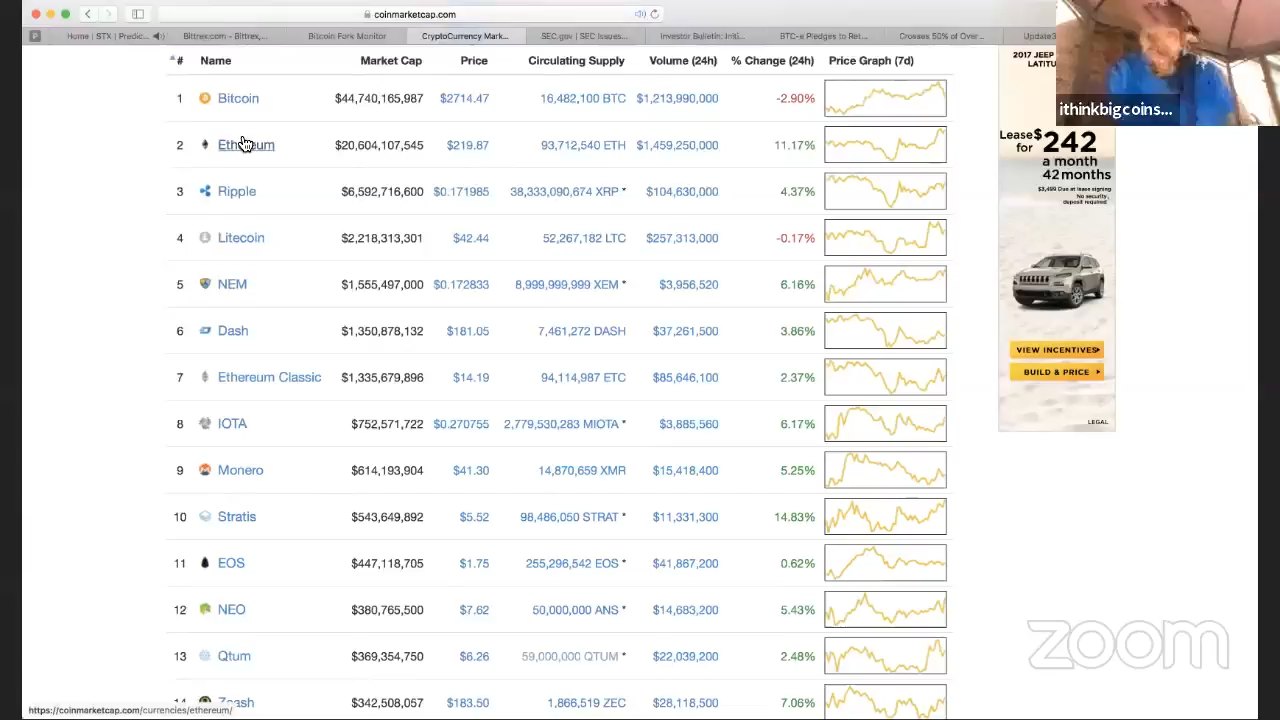 coinmarketcap.com
Home | STX | Predic...
Bittrex.com - Bittrex,...
Bitcoin Fork Monitor
CryptoCurrency Mark...
SEC.gov | SEC Issues...
Investor Bulletin: Initi...
BTC-e Pledges to Ret...
Crosses 50% of Over...
Update3
ithinkbigcoins...
# Name Market Cap Price Circulating Supply Volume (24h) % Change (24h) Price Graph (7d)
1 Bitcoin $44,740,165,987 $2714.47 16,482,100 BTC $1,213,990,000 -2.90%
2 Ethereum $20,604,107,545 $219.87 93,712,540 ETH $1,459,250,000 11.17%
3 Ripple $6,592,716,600 $0.171985 38,333,090,674 XRP * $104,630,000 4.37%
4 Litecoin $2,218,313,301 $42.44 52,267,182 LTC $257,313,000 -0.17%
5 NEM $1,555,497,000 $0.172833 8,999,999,999 XEM * $3,956,520 6.16%
6 Dash $1,350,878,132 $181.05 7,461,272 DASH $37,261,500 3.86%
7 Ethereum Classic $1,335,679,896 $14.19 94,114,987 ETC $85,646,100 2.37%
8 IOTA $752,571,722 $0.270755 2,779,530,283 MIOTA * $3,885,560 6.17%
9 Monero $614,193,904 $41.30 14,870,659 XMR $15,418,400 5.25%
10 Stratis $543,649,892 $5.52 98,486,050 STRAT * $11,331,300 14.83%
11 EOS $447,118,705 $1.75 255,296,542 EOS * $41,867,200 0.62%
12 NEO $380,765,500 $7.62 50,000,000 ANS * $14,683,200 5.43%
13 Qtum $369,354,750 $6.26 59,000,000 QTUM * $22,039,200 2.48%
14 Zcash $342,508,057 $183.50 1,866,519 ZEC $28,118,500 7.06%
https://coinmarketcap.com/currencies/ethereum/
2017 JEEP
LATITU
Lease for $242
a month
42 months
$3,499 Due at lease signing
No security
deposit required
VIEW INCENTIVES
BUILD & PRICE
LEGAL
zoom